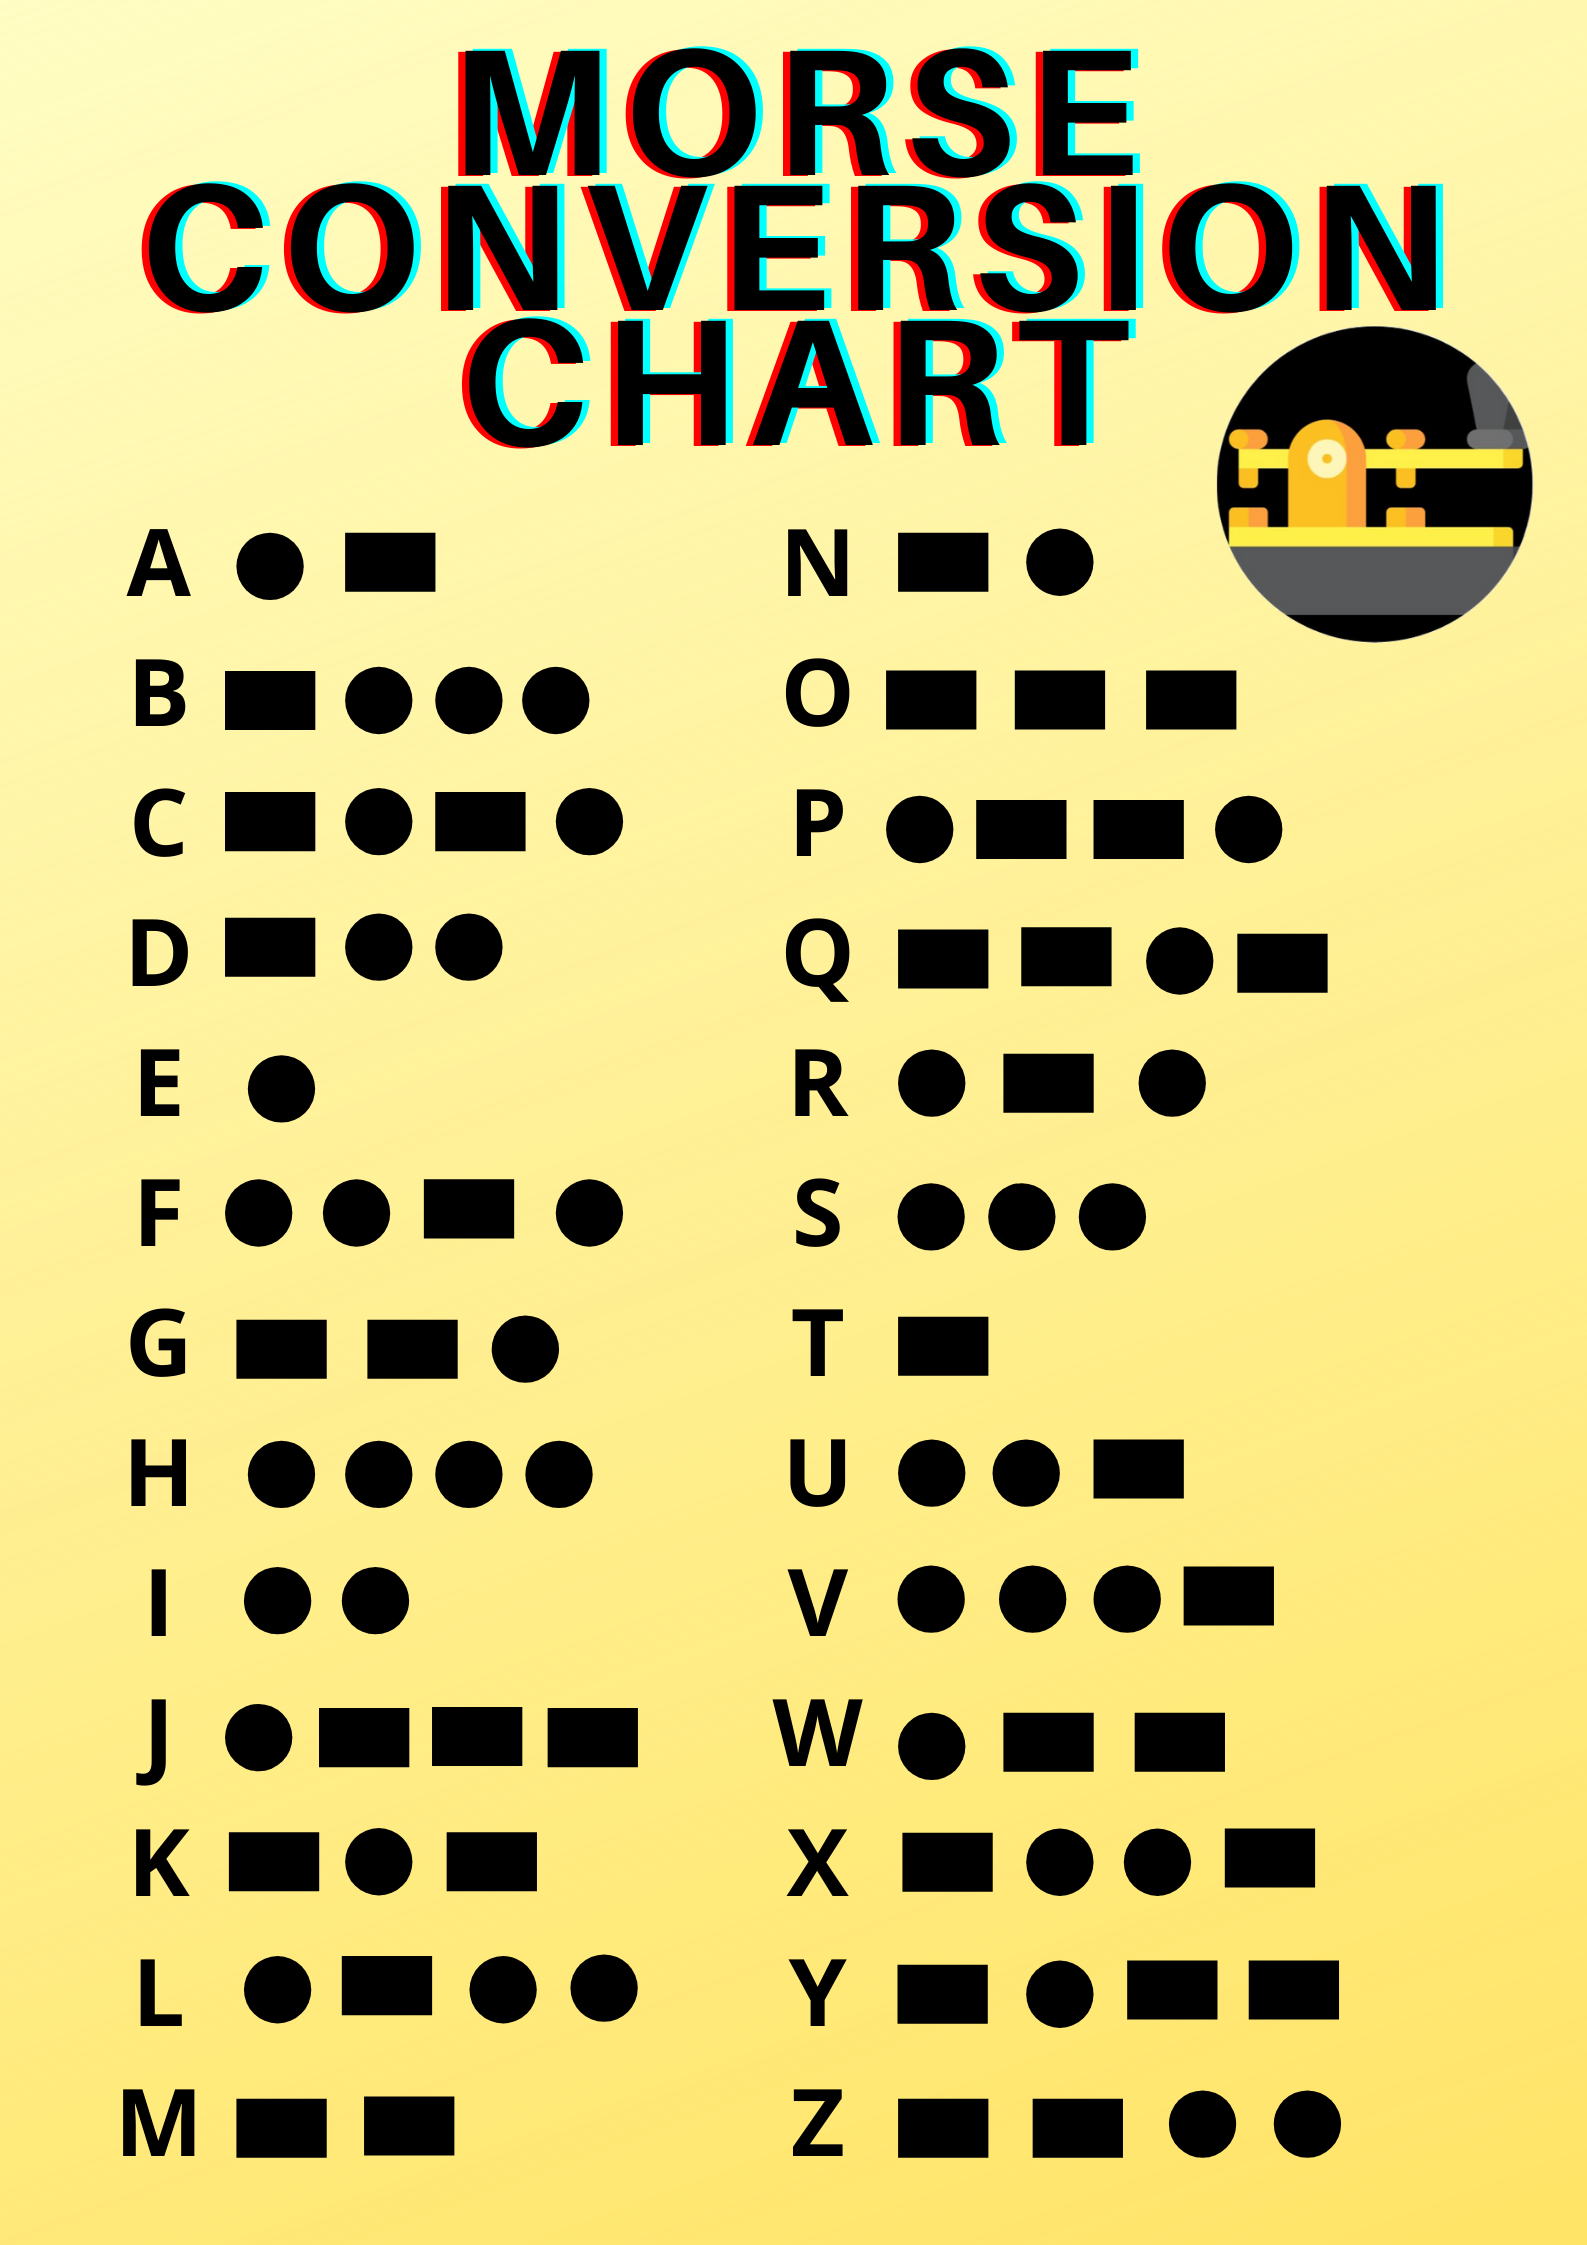 MORSE
CONVERSION
CHART
A ● ▬
N ▬ ●
B ▬ ● ● ●
O ▬ ▬ ▬
C ▬ ● ▬ ●
P ● ▬ ▬ ●
D ▬ ● ●
Q ▬ ▬ ● ▬
E ●
R ● ▬ ●
F ● ● ▬ ●
S ● ● ●
G ▬ ▬ ●
T ▬
H ● ● ● ●
U ● ● ▬
I ● ●
V ● ● ● ▬
J ● ▬ ▬ ▬
W ● ▬ ▬
K ▬ ● ▬
X ▬ ● ● ▬
L ● ▬ ● ●
Y ▬ ● ▬ ▬
M ▬ ▬
Z ▬ ▬ ● ●